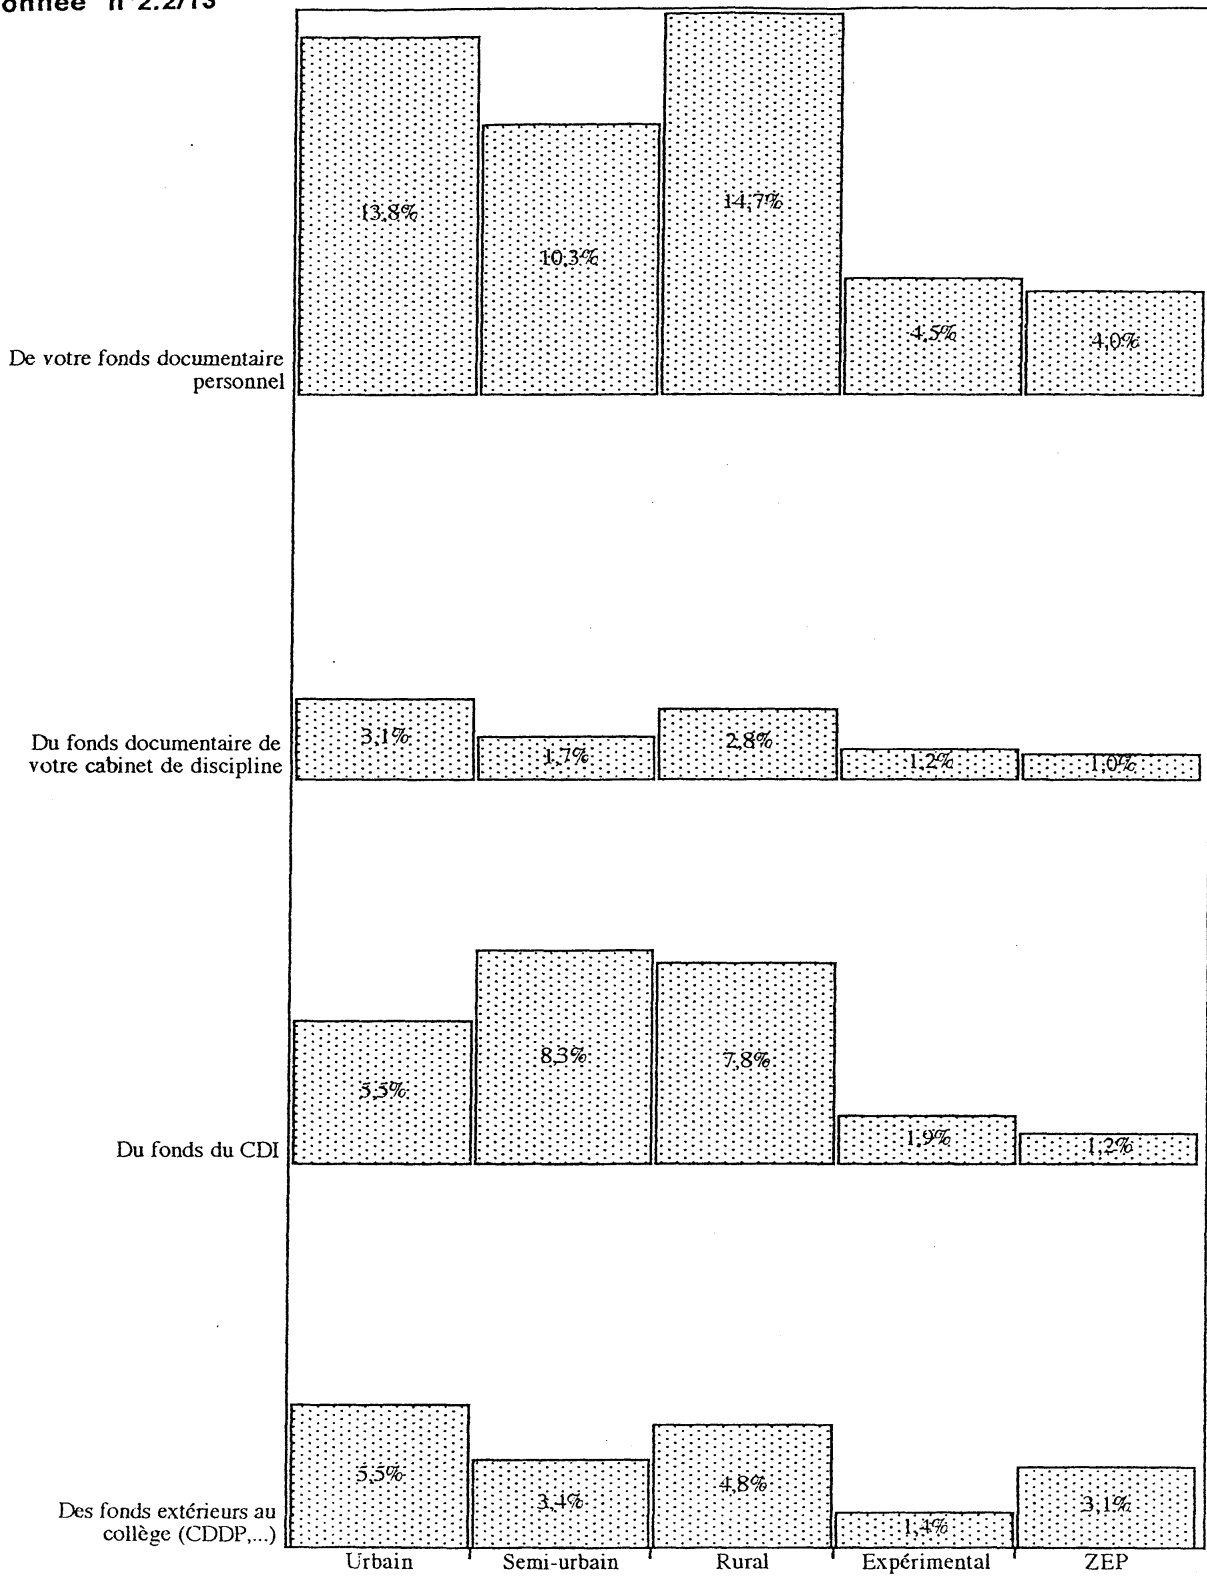 n°2.2/13
13,8%
10,3%
14,7%
4,5%
4,0%
De votre fonds documentaire
personnel
3,1%
1,7%
2,8%
1,2%
1,0%
Du fonds documentaire de
votre cabinet de discipline
5,5%
8,3%
7,8%
1,9%
1,2%
Du fonds du CDI
5,5%
3,4%
4,8%
1,4%
3,1%
Des fonds extérieurs au
collège (CDDP,...)
Urbain
Semi-urbain
Rural
Expérimental
ZEP